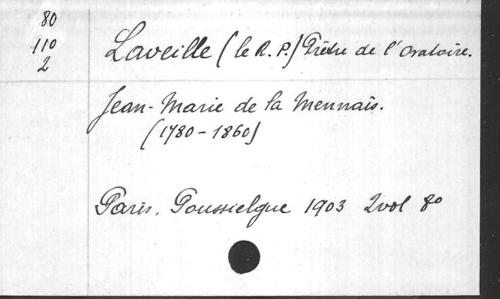 80
110
2
Laveille (le R. P.) Prêtre de l'Oratoire.
Jean-Marie de la Mennais.
(1780-1860)
Paris. Poussielgue 1903 2vol 8o